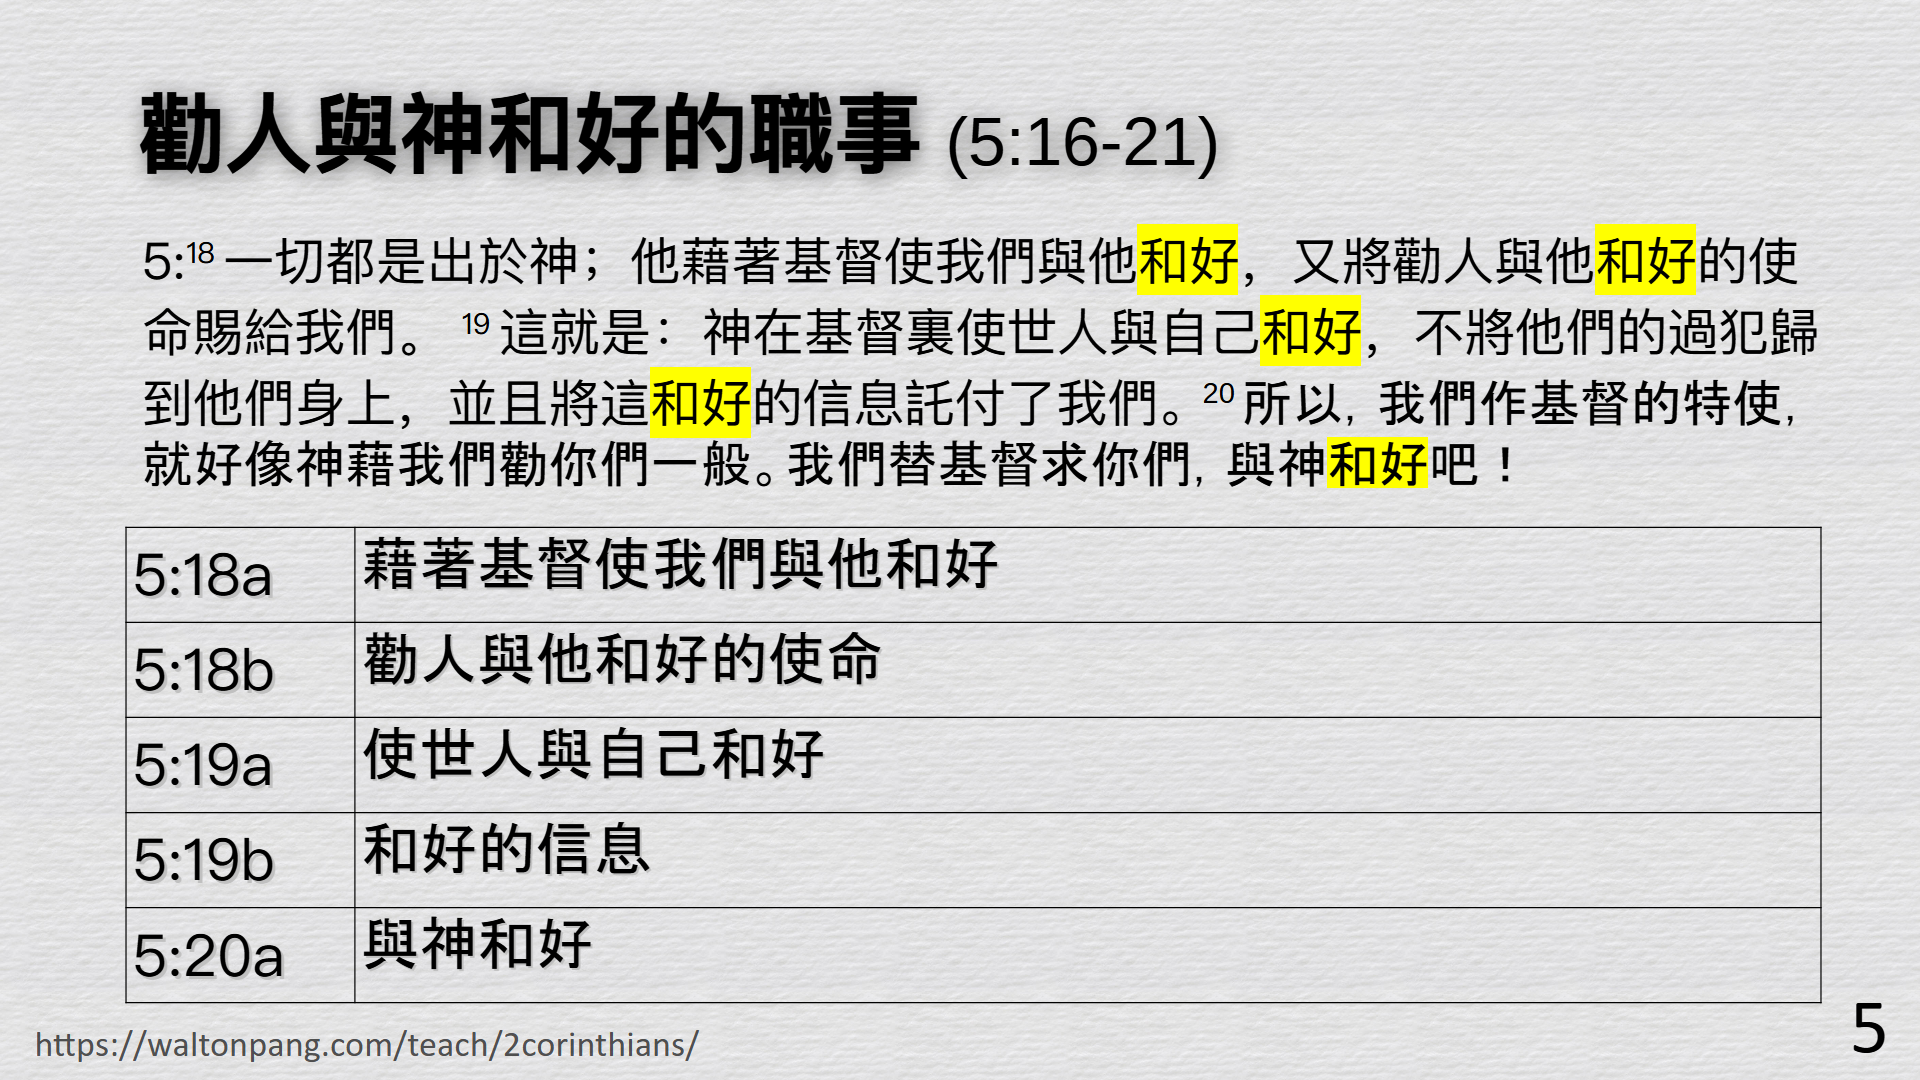 勸人與神和好的職事 (5:16-21)
5:18 一切都是出於神；他藉著基督使我們與他和好，又將勸人與他和好的使
命賜給我們。 19 這就是：神在基督裏使世人與自己和好，不將他們的過犯歸
到他們身上，並且將這和好的信息託付了我們。20 所以，我們作基督的特使，
就好像神藉我們勸你們一般。我們替基督求你們，與神和好吧！
5:18a 藉著基督使我們與他和好
5:18b 勸人與他和好的使命
5:19a 使世人與自己和好
5:19b 和好的信息
5:20a 與神和好
https://waltonpang.com/teach/2corinthians/
5